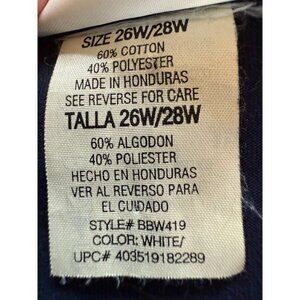 SIZE 26W/28W
60% COTTON
40% POLYESTER
MADE IN HONDURAS
SEE REVERSE FOR CARE
TALLA 26W/28W
60% ALGODON
40% POLIESTER
HECHO EN HONDURAS
VER AL REVERSO PARA
EL CUIDADO
STYLE# BBW419
COLOR: WHITE/
UPC# 403519182289